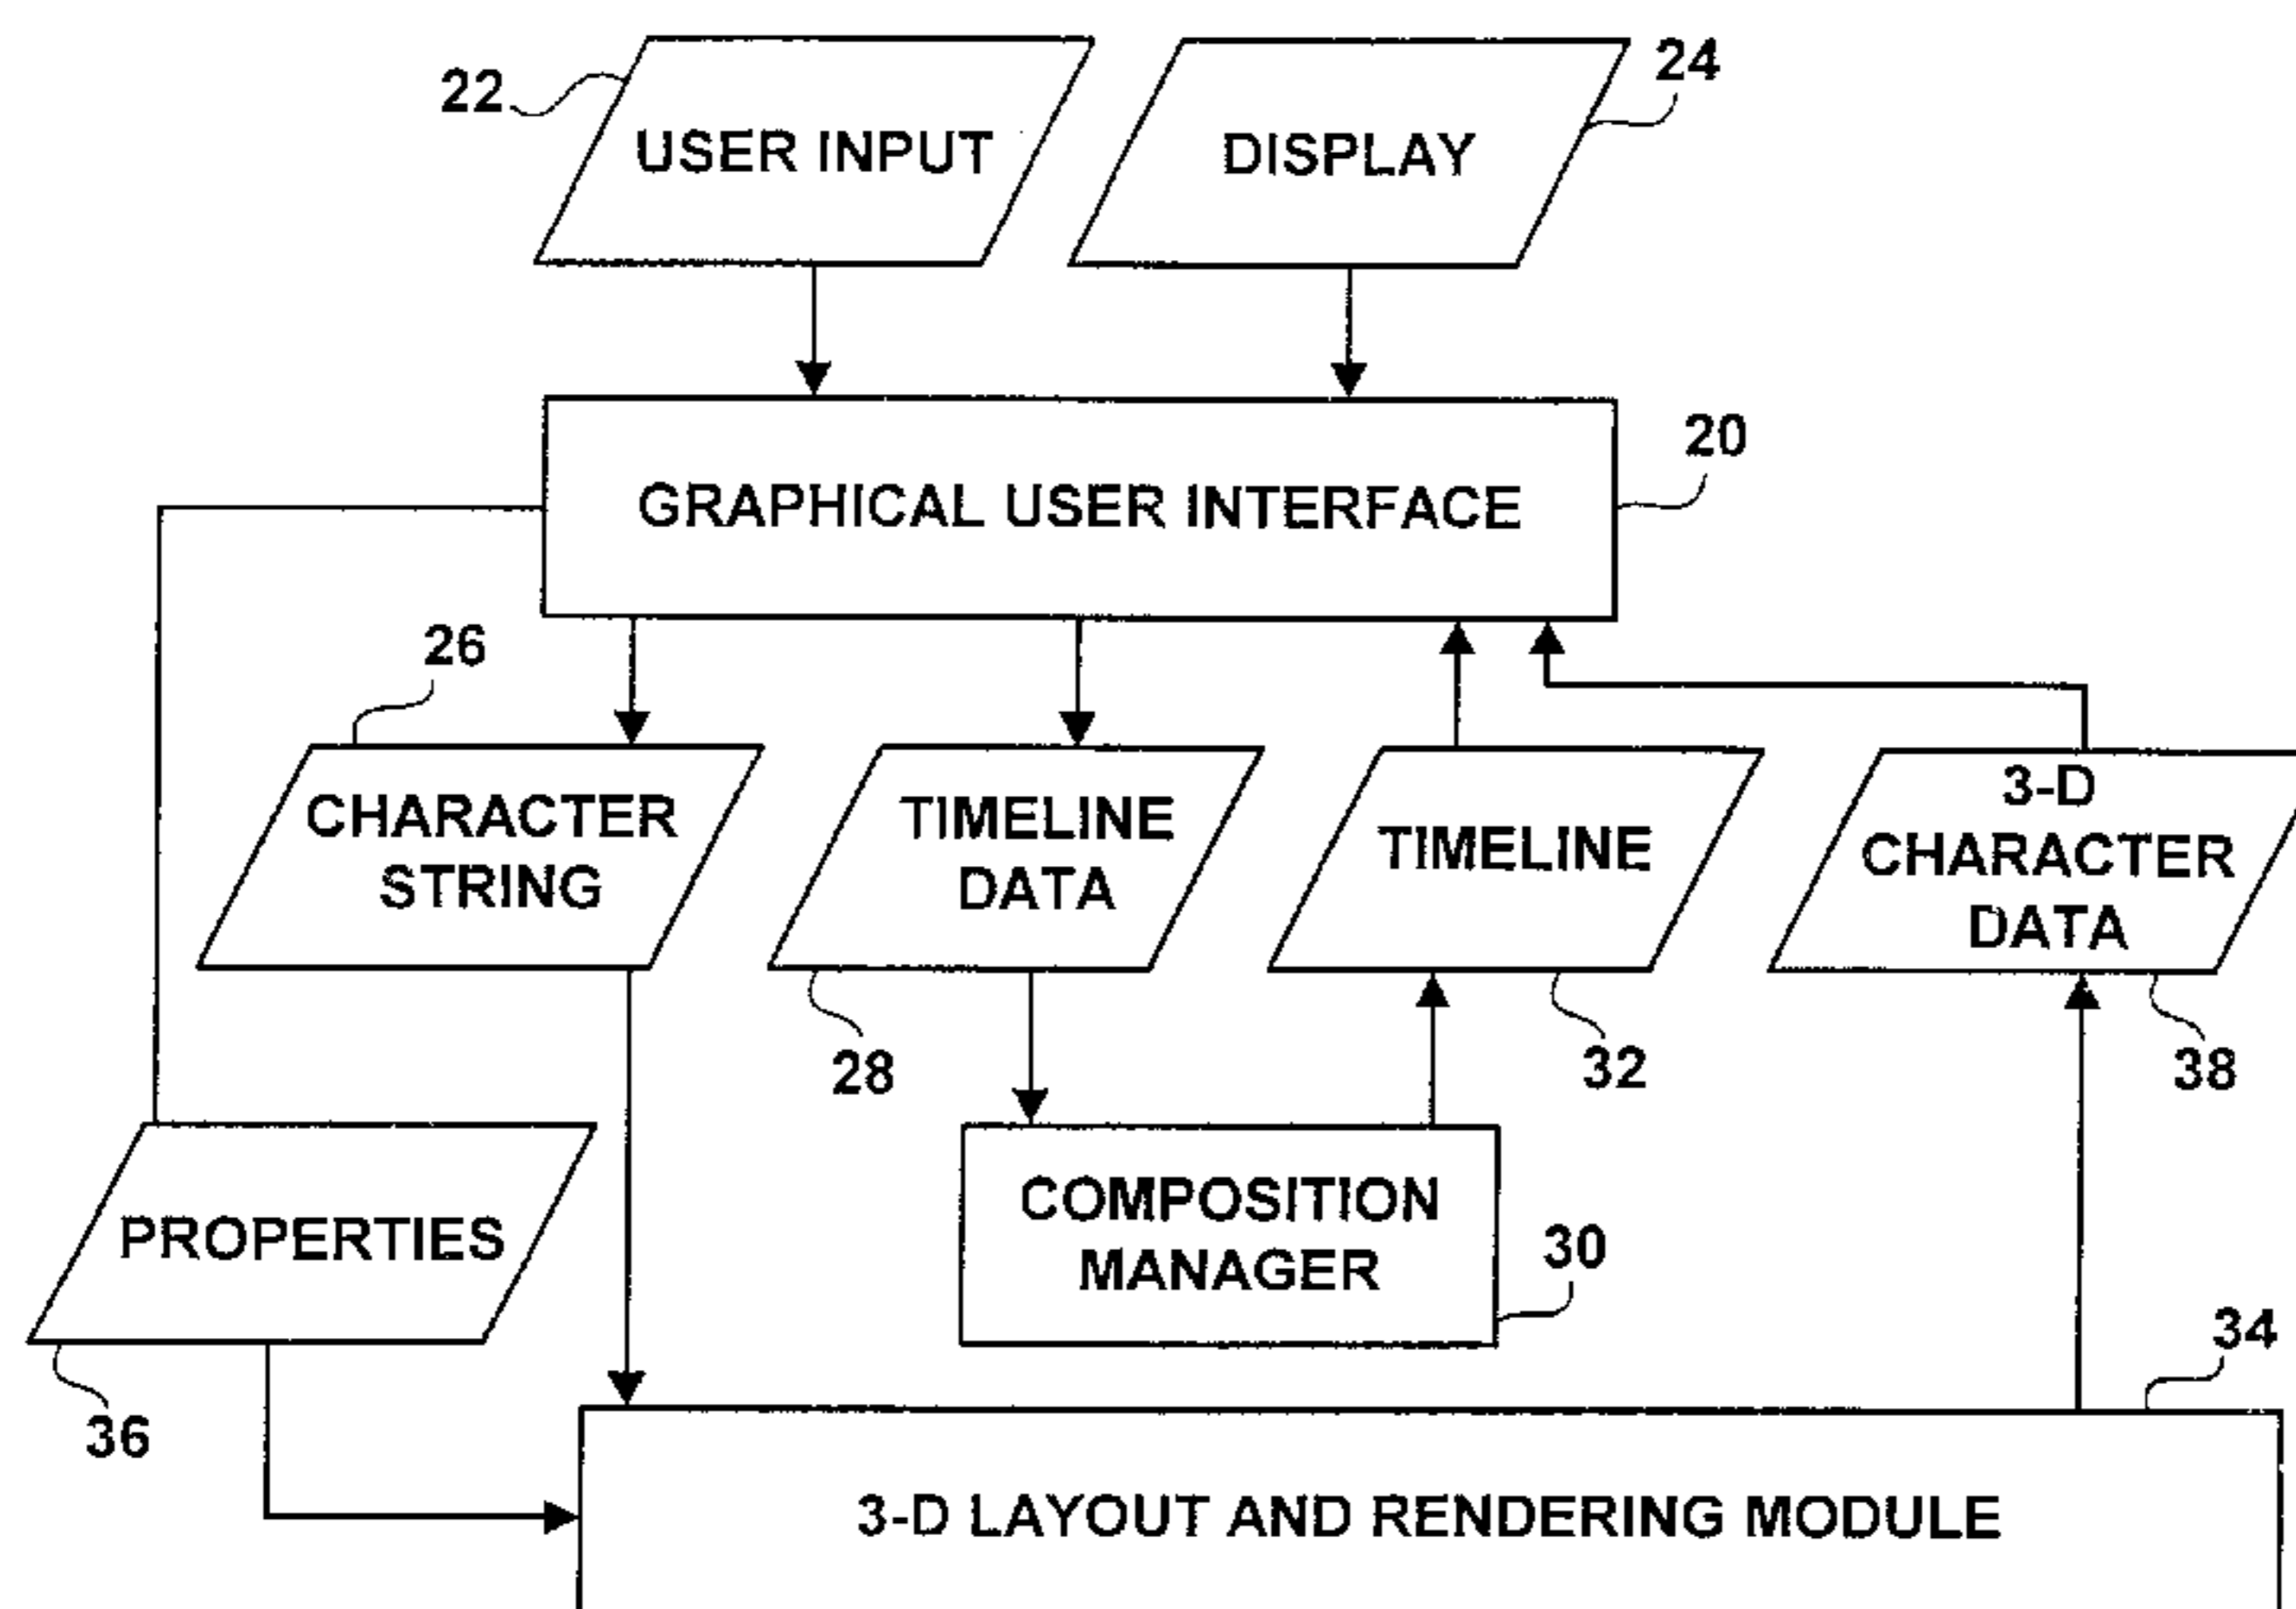 22
USER INPUT
DISPLAY
24
GRAPHICAL USER INTERFACE
20
26
CHARACTER
STRING
TIMELINE
DATA
TIMELINE
3-D
CHARACTER
DATA
28
32
38
PROPERTIES
COMPOSITION
MANAGER
30
36
34
3-D LAYOUT AND RENDERING MODULE